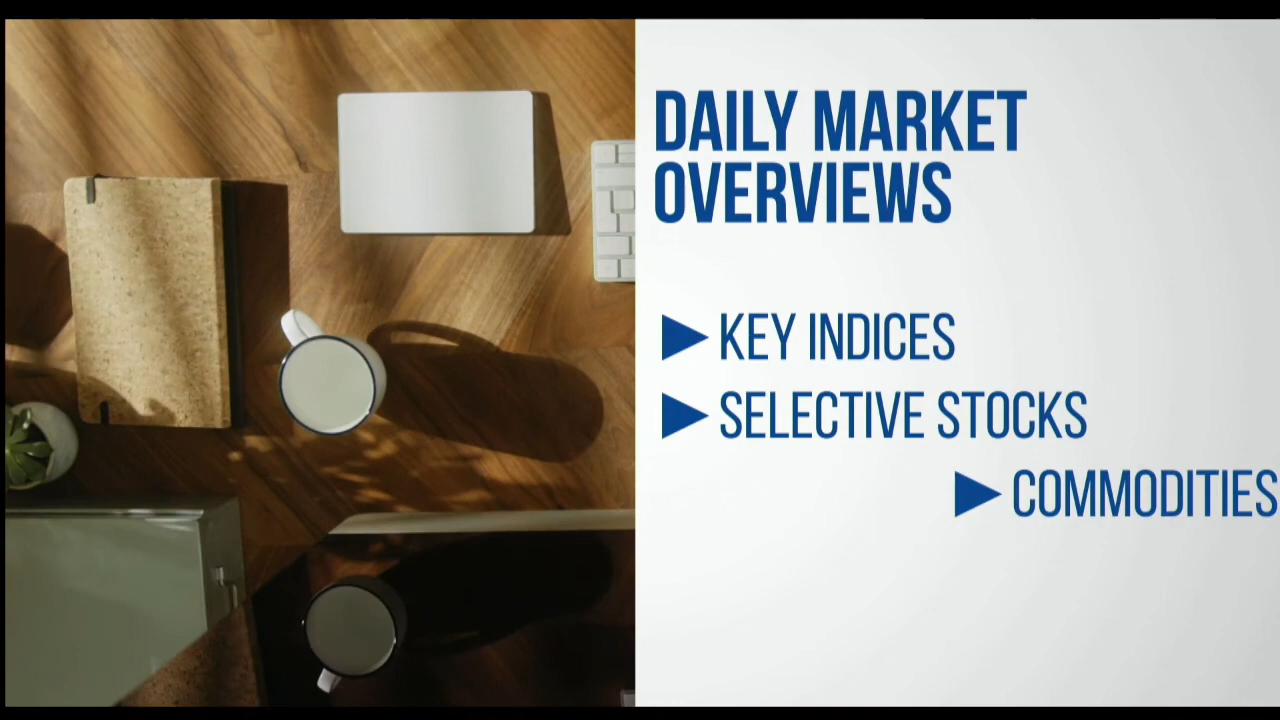 DAILY MARKET
OVERVIEWS
KEY INDICES
SELECTIVE STOCKS
COMMODITIES